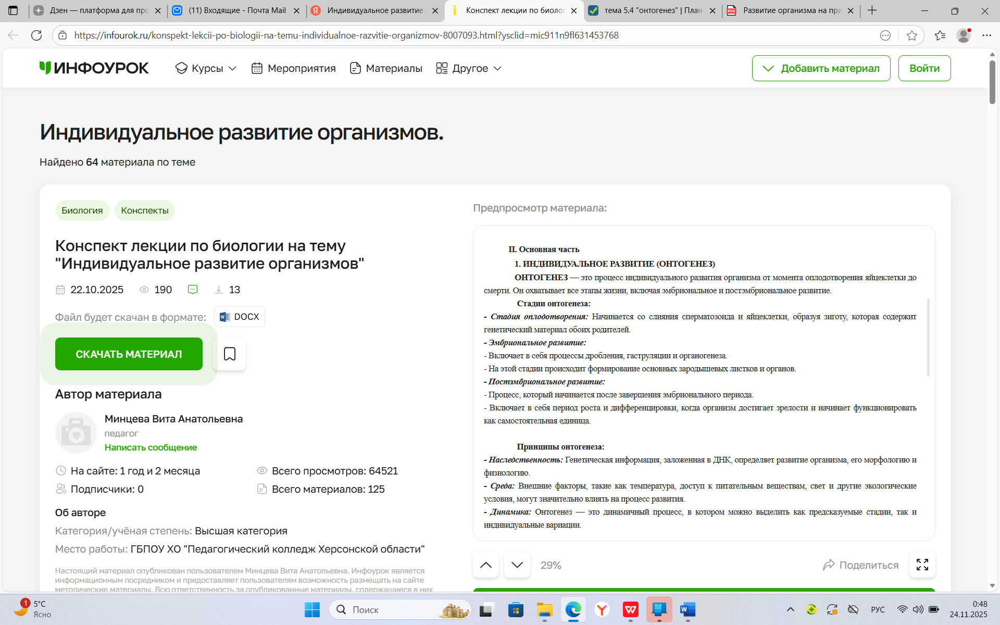 Дзен — платформа для про
(11) Входящие - Почта Mail
Индивидуальное развитие
Конспект лекции по биолог
тема 5.4 "онтогенез" | План
Развитие организма на при
https://infourok.ru/konspekt-lekcii-po-biologii-na-temu-individualnoe-razvitie-organizmov-8007093.html?ysclid=mic911n9fl631453768
ИНФОУРОК
Курсы
Мероприятия
Материалы
Другое
Добавить материал
Войти
Индивидуальное развитие организмов.
Найдено 64 материала по теме
Биология
Конспекты
Конспект лекции по биологии на тему
"Индивидуальное развитие организмов"
22.10.2025
190
13
Файл будет скачан в формате:
DOCX
СКАЧАТЬ МАТЕРИАЛ
Автор материала
Минцева Вита Анатольевна
педагог
Написать сообщение
На сайте: 1 год и 2 месяца
Всего просмотров: 64521
Подписчики: 0
Всего материалов: 125
Об авторе
Категория/учёная степень: Высшая категория
Место работы: ГБПОУ ХО "Педагогический колледж Херсонской области"
Настоящий материал опубликован пользователем Минцева Вита Анатольевна. Инфоурок является
информационным посредником и предоставляет пользователям возможность размещать на сайте
методические материалы. Всю ответственность за опубликованные материалы, содержащиеся в них
Предпросмотр материала:
II. Основная часть
1. ИНДИВИДУАЛЬНОЕ РАЗВИТИЕ (ОНТОГЕНЕЗ)
ОНТОГЕНЕЗ — это процесс индивидуального развития организма от момента оплодотворения яйцеклетки до
смерти. Он охватывает все этапы жизни, включая эмбриональное и постэмбриональное развитие.
Стадии онтогенеза:
- Стадия оплодотворения: Начинается со слияния сперматозоида и яйцеклетки, образуя зиготу, которая содержит
генетический материал обоих родителей.
- Эмбриональное развитие:
- Включает в себя процессы дробления, гаструляции и органогенеза.
- На этой стадии происходит формирование основных зародышевых листков и органов.
- Постэмбриональное развитие:
- Процесс, который начинается после завершения эмбрионального периода.
- Включает в себя период роста и дифференцировки, когда организм достигает зрелости и начинает функционировать
как самостоятельная единица.
Принципы онтогенеза:
- Наследственность: Генетическая информация, заложенная в ДНК, определяет развитие организма, его морфологию и
физиологию.
- Среда: Внешние факторы, такие как температура, доступ к питательным веществам, свет и другие экологические
условия, могут значительно влиять на процесс развития.
- Динамика: Онтогенез — это динамичный процесс, в котором можно выделить как предсказуемые стадии, так и
индивидуальные вариации.
29%
Поделиться
1
5°C
Ясно
Поиск
РУС
0:48
24.11.2025